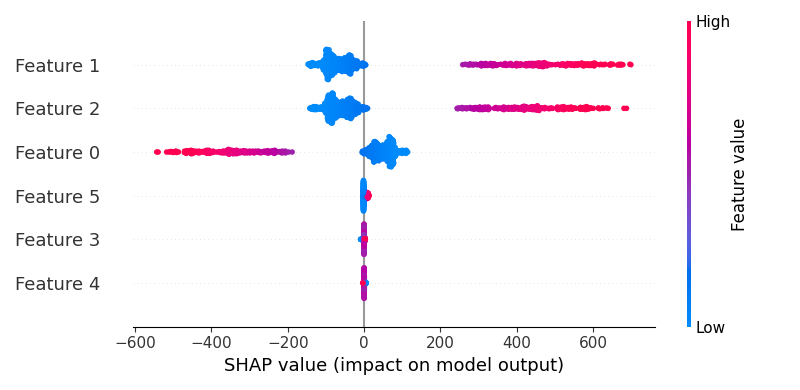 High
Feature 1
Feature 2
Feature 0
Feature 5
Feature 3
Feature 4
Feature value
Low
−600 −400 −200 0 200 400 600
SHAP value (impact on model output)